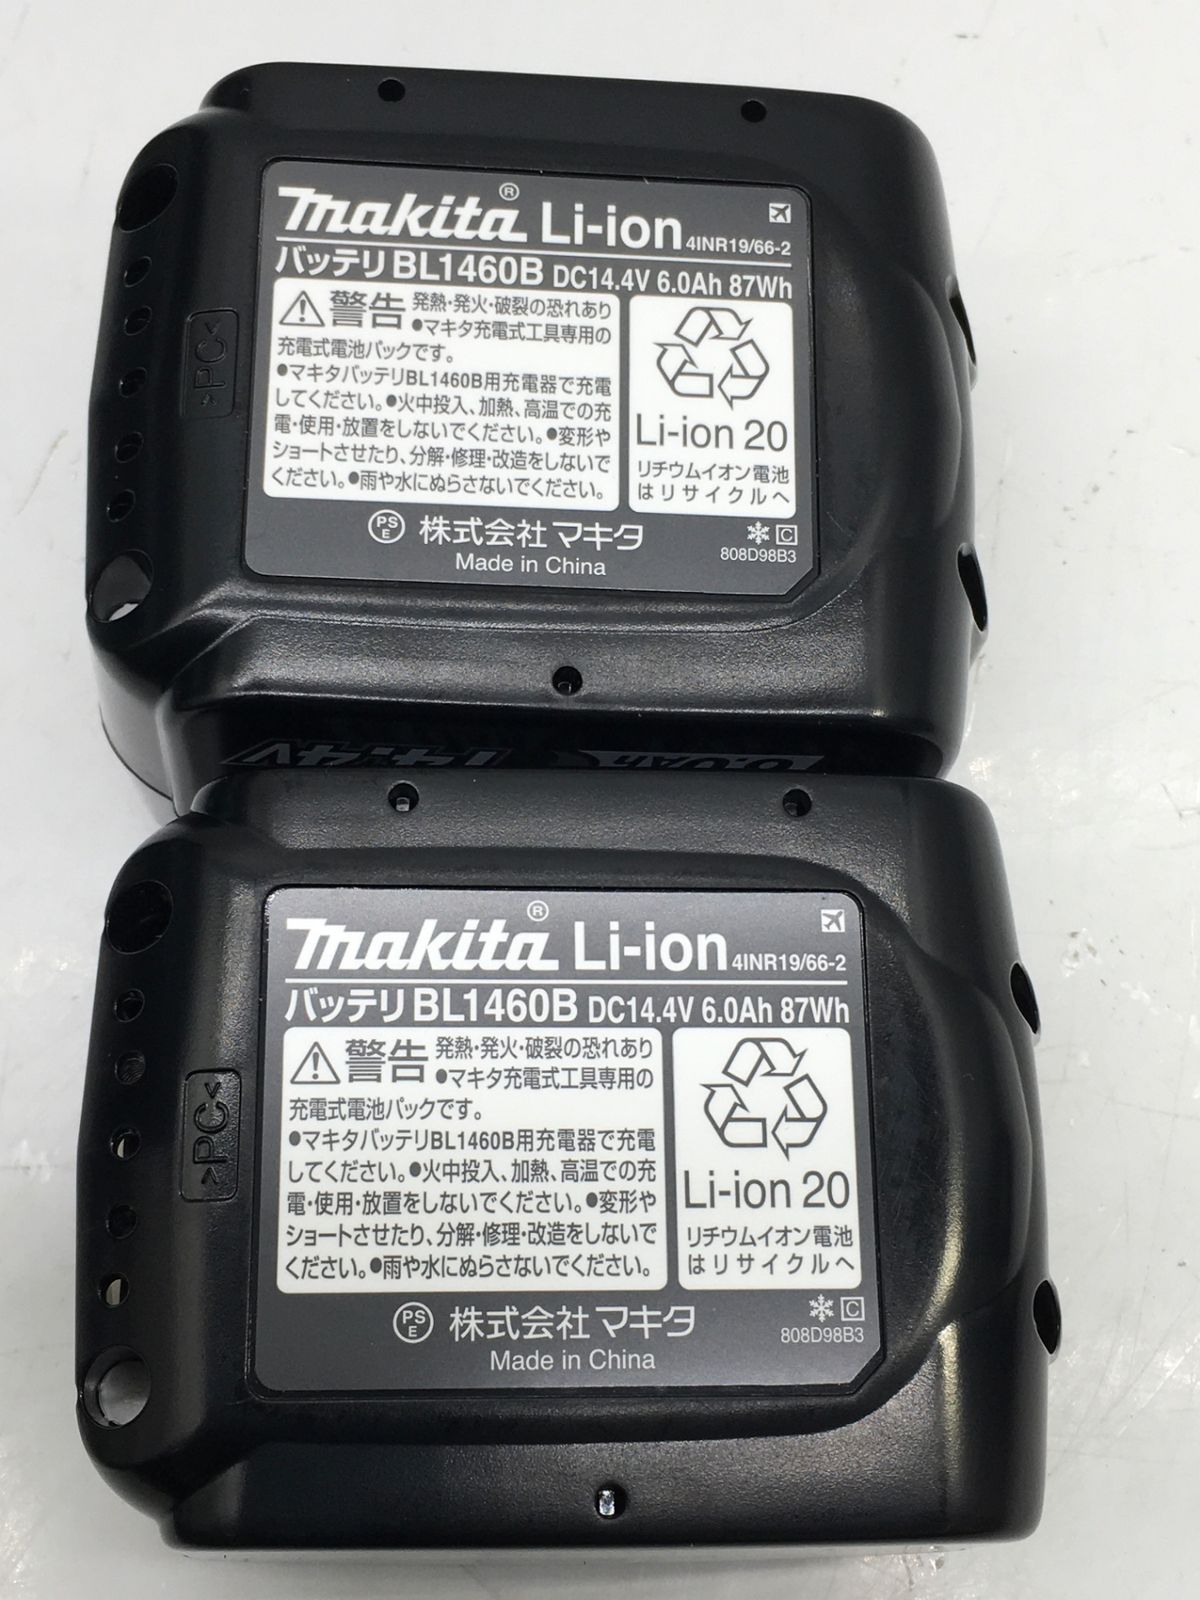 makita® Li-ion 4INR19/66-2
バッテリ BL1460B DC14.4V 6.0Ah 87Wh
警告 発熱・発火・破裂の恐れあり
●マキタ充電式工具専用の
充電式電池パックです。
●マキタバッテリBL1460B用充電器で充電
してください。●火中投入、加熱、高温での充
電・使用・放置をしないでください。●変形や
ショートさせたり、分解・修理・改造をしないで
ください。●雨や水にぬらさないでください。
Li-ion 20
リチウムイオン電池
はリサイクルへ
PSE 株式会社マキタ
Made in China
C
808D98B3
>PC<
14.4V 6.0Ah
makita® Li-ion 4INR19/66-2
バッテリ BL1460B DC14.4V 6.0Ah 87Wh
警告 発熱・発火・破裂の恐れあり
●マキタ充電式工具専用の
充電式電池パックです。
●マキタバッテリBL1460B用充電器で充電
してください。●火中投入、加熱、高温での充
電・使用・放置をしないでください。●変形や
ショートさせたり、分解・修理・改造をしないで
ください。●雨や水にぬらさないでください。
Li-ion 20
リチウムイオン電池
はリサイクルへ
PSE 株式会社マキタ
Made in China
C
808D98B3
>PC<